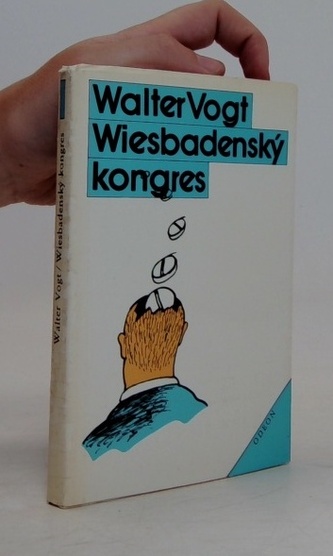 Walter Vogt
Wiesbadenský
kongres
Walter Vogt / Wiesbadenský kongres
ODEON